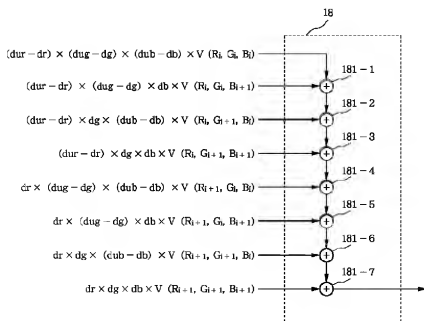 18
(dur−dr) × (dug−dg) × (dub−db) × V (Ri, Gi, Bi)
181−1
(dur−dr) × (dug−dg) × db × V (Ri, Gi, Bi+1)
181−2
(dur−dr) × dg × (dub−db) × V (Ri, Gi+1, Bi)
181−3
(dur−dr) × dg × db × V (Ri, Gi+1, Bi+1)
181−4
dr × (dug−dg) × (dub−db) × V (Ri+1, Gi, Bi)
181−5
dr × (dug−dg) × db × V (Ri+1, Gi, Bi+1)
181−6
dr × dg × (dub−db) × V (Ri+1, Gi+1, Bi)
181−7
dr × dg × db × V (Ri+1, Gi+1, Bi+1)